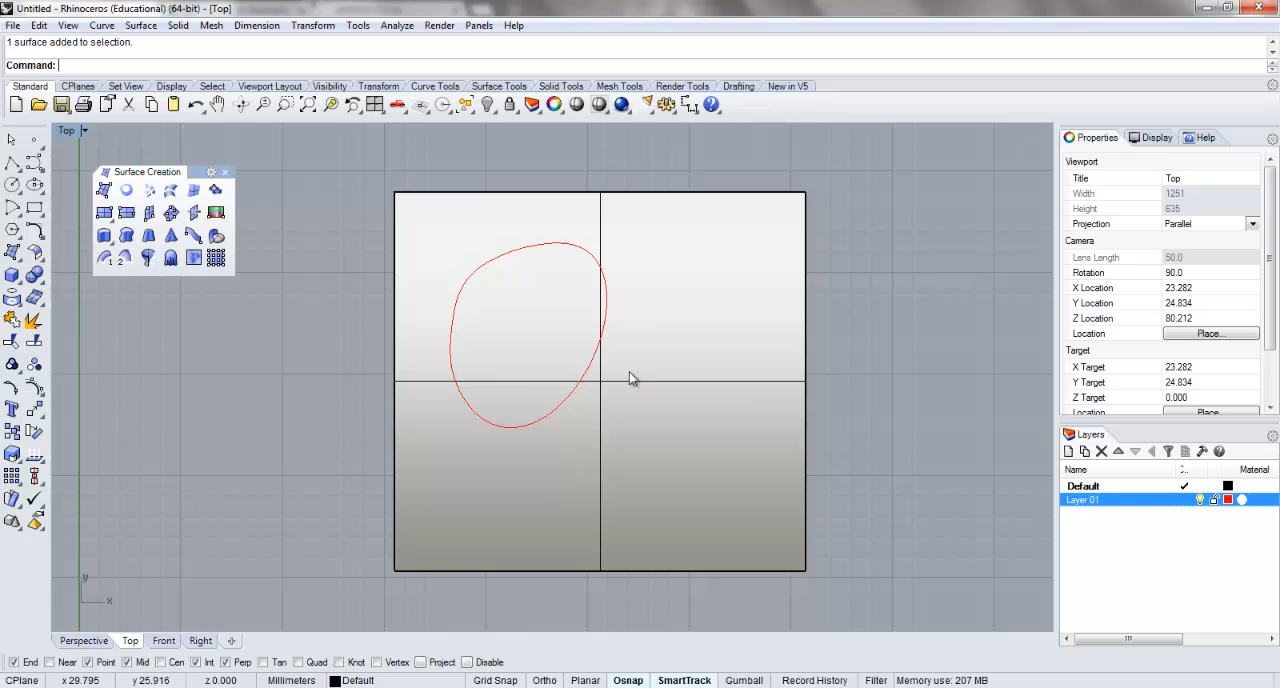 Untitled - Rhinoceros (Educational) (64-bit) - [Top]
File Edit View Curve Surface Solid Mesh Dimension Transform Tools Analyze Render Panels Help
1 surface added to selection.
Command:
Standard CPlanes Set View Display Select Viewport Layout Visibility Transform Curve Tools Surface Tools Solid Tools Mesh Tools Render Tools Drafting New in V5
Top
Surface Creation
y
x
Properties Display Help
Viewport
Title Top
Width 1251
Height 635
Projection Parallel
Camera
Lens Length 50.0
Rotation 90.0
X Location 23.282
Y Location 24.834
Z Location 80.212
Location Place...
Target
X Target 23.282
Y Target 24.834
Z Target 0.000
Location Place...
Layers
Name Material
Default
Layer 01
Perspective Top Front Right
End Near Point Mid Cen Int Perp Tan Quad Knot Vertex Project Disable
CPlane x 29.795 y 25.916 z 0.000 Millimeters Default Grid Snap Ortho Planar Osnap SmartTrack Gumball Record History Filter Memory use: 207 MB